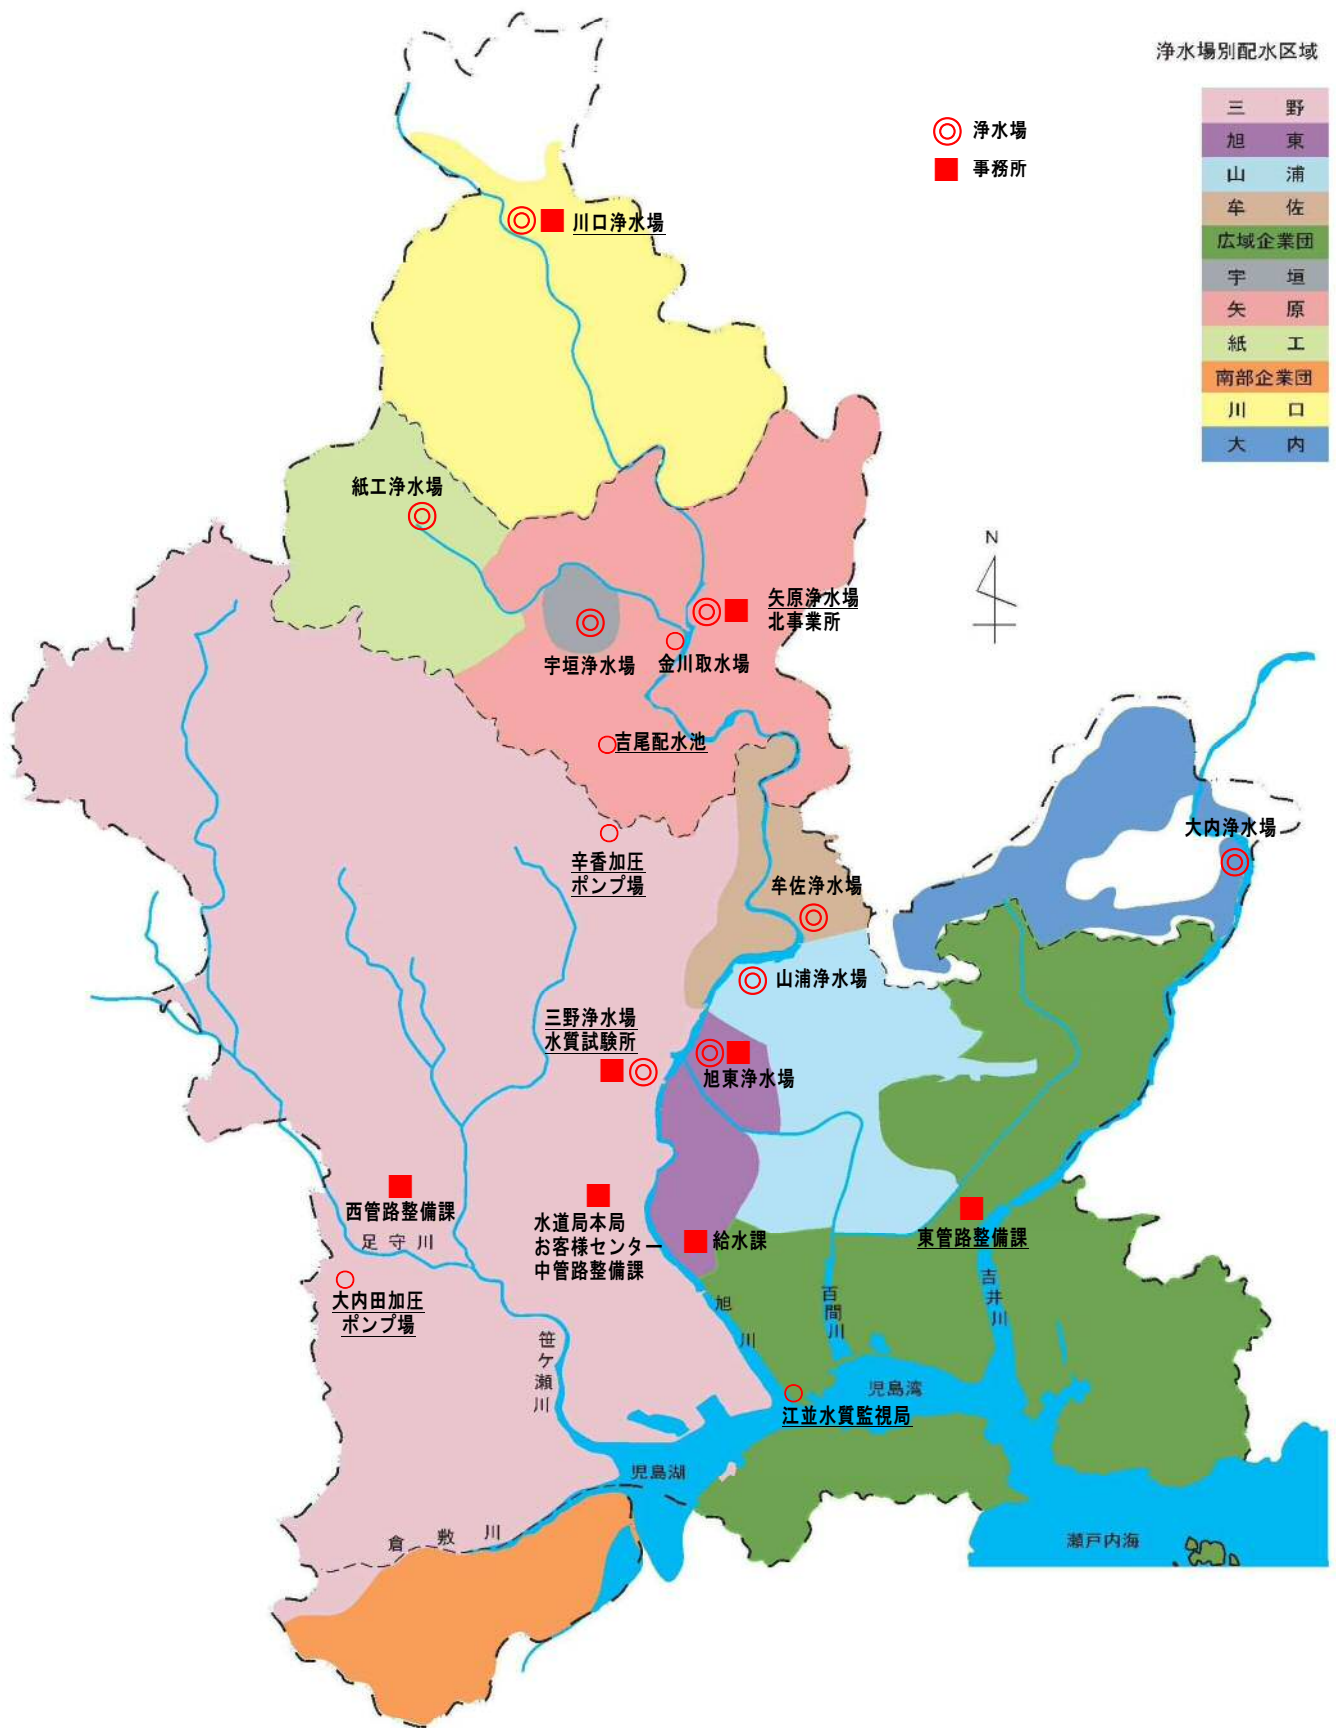 浄水場別配水区域
三野
旭東
山浦
牟佐
広域企業団
宇垣
矢原
紙工
南部企業団
川口
大内
浄水場
事務所
川口浄水場
紙工浄水場
N
矢原浄水場
北事業所
宇垣浄水場
金川取水場
吉尾配水池
大内浄水場
辛香加圧
ポンプ場
牟佐浄水場
山浦浄水場
三野浄水場
水質試験所
旭東浄水場
西管路整備課
足守川
水道局本局
お客様センター
中管路整備課
給水課
東管路整備課
大内田加圧
ポンプ場
旭川
百間川
吉井川
笹ケ瀬川
児島湾
江並水質監視局
児島湖
倉敷川
瀬戸内海